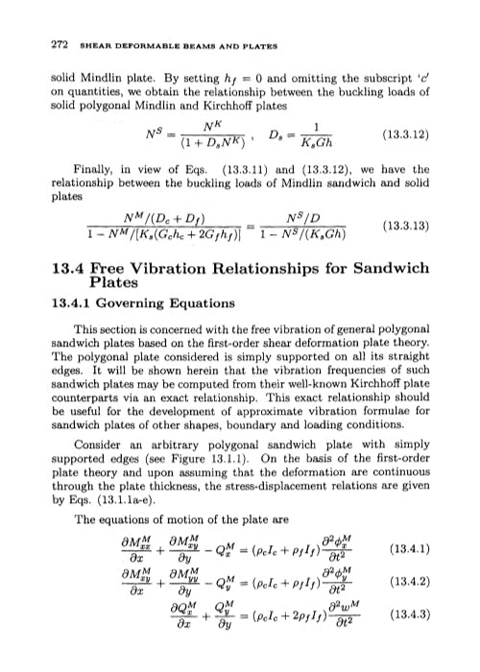 272 SHEAR DEFORMABLE BEAMS AND PLATES
solid Mindlin plate. By setting h_f = 0 and omitting the subscript 'c'
on quantities, we obtain the relationship between the buckling loads of
solid polygonal Mindlin and Kirchhoff plates
N^S = N^K / (1 + D_s N^K) , D_s = 1 / K_s Gh (13.3.12)
Finally, in view of Eqs. (13.3.11) and (13.3.12), we have the
relationship between the buckling loads of Mindlin sandwich and solid
plates
N^M/(D_c + D_f) / 1 − N^M/[K_s(G_c h_c + 2G_f h_f)] = N^S/D / 1 − N^S/(K_s Gh) (13.3.13)
13.4 Free Vibration Relationships for Sandwich
Plates
13.4.1 Governing Equations
This section is concerned with the free vibration of general polygonal
sandwich plates based on the first-order shear deformation plate theory.
The polygonal plate considered is simply supported on all its straight
edges. It will be shown herein that the vibration frequencies of such
sandwich plates may be computed from their well-known Kirchhoff plate
counterparts via an exact relationship. This exact relationship should
be useful for the development of approximate vibration formulae for
sandwich plates of other shapes, boundary and loading conditions.
Consider an arbitrary polygonal sandwich plate with simply
supported edges (see Figure 13.1.1). On the basis of the first-order
plate theory and upon assuming that the deformation are continuous
through the plate thickness, the stress-displacement relations are given
by Eqs. (13.1.1a-e).
The equations of motion of the plate are
∂M^M_xx / ∂x + ∂M^M_xy / ∂y − Q^M_x = (ρ_c I_c + ρ_f I_f) ∂²φ^M_x / ∂t² (13.4.1)
∂M^M_xy / ∂x + ∂M^M_yy / ∂y − Q^M_y = (ρ_c I_c + ρ_f I_f) ∂²φ^M_y / ∂t² (13.4.2)
∂Q^M_x / ∂x + Q^M_y / ∂y = (ρ_c I_c + 2ρ_f I_f) ∂²w^M / ∂t² (13.4.3)